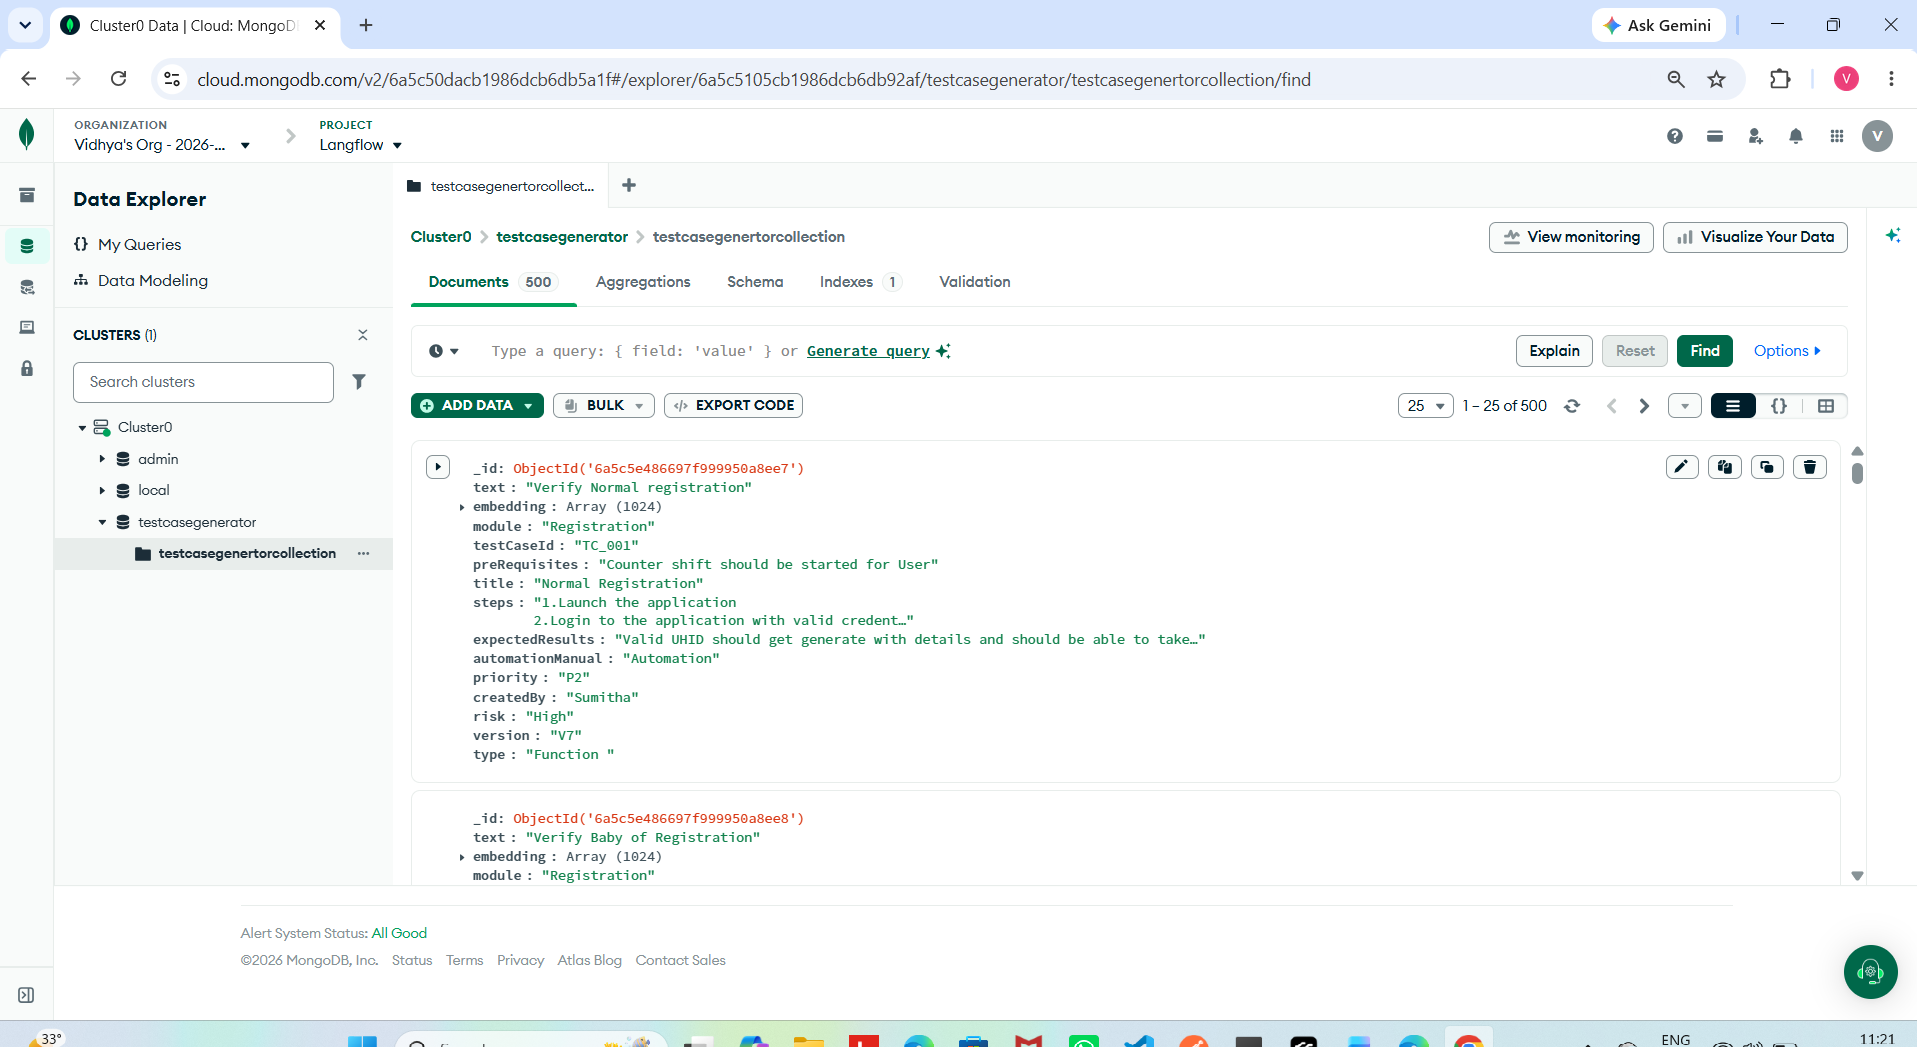 Cluster0 Data | Cloud: MongoD
Ask Gemini
cloud.mongodb.com/v2/6a5c50dacb1986dcb6db5a1f#/explorer/6a5c5105cb1986dcb6db92af/testcasegenerator/testcasegenertorcollection/find
V
ORGANIZATION
Vidhya's Org - 2026-...
PROJECT
Langflow
V
Data Explorer
My Queries
Data Modeling
CLUSTERS (1)
Search clusters
Cluster0
admin
local
testcasegenerator
testcasegenertorcollection
testcasegenertorcollect...
Cluster0 > testcasegenerator > testcasegenertorcollection
View monitoring
Visualize Your Data
Documents 500 Aggregations Schema Indexes 1 Validation
Type a query: { field: 'value' } or Generate query
Explain Reset Find Options
ADD DATA BULK EXPORT CODE
25 1 – 25 of 500
_id: ObjectId('6a5c5e486697f999950a8ee7')
text : "Verify Normal registration"
embedding : Array (1024)
module : "Registration"
testCaseId : "TC_001"
preRequisites : "Counter shift should be started for User"
title : "Normal Registration"
steps : "1.Launch the application
2.Login to the application with valid credent…"
expectedResults : "Valid UHID should get generate with details and should be able to take…"
automationManual : "Automation"
priority : "P2"
createdBy : "Sumitha"
risk : "High"
version : "V7"
type : "Function "
_id: ObjectId('6a5c5e486697f999950a8ee8')
text : "Verify Baby of Registration"
embedding : Array (1024)
module : "Registration"
Alert System Status: All Good
©2026 MongoDB, Inc. Status Terms Privacy Atlas Blog Contact Sales
33°
ENG
11:21